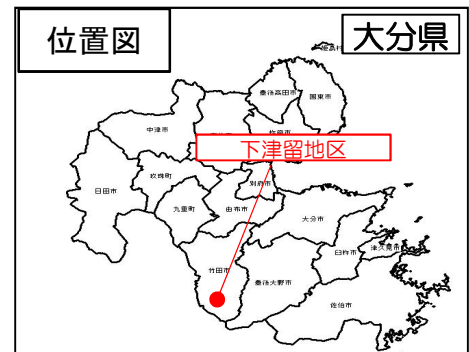 位置図
大分県
姫島村
豊後高田市
国東市
中津市
杵築市
下津留地区
日田市
玖珠町
別府市
九重町
由布市
大分市
臼杵市
津久見市
竹田市
豊後大野市
佐伯市